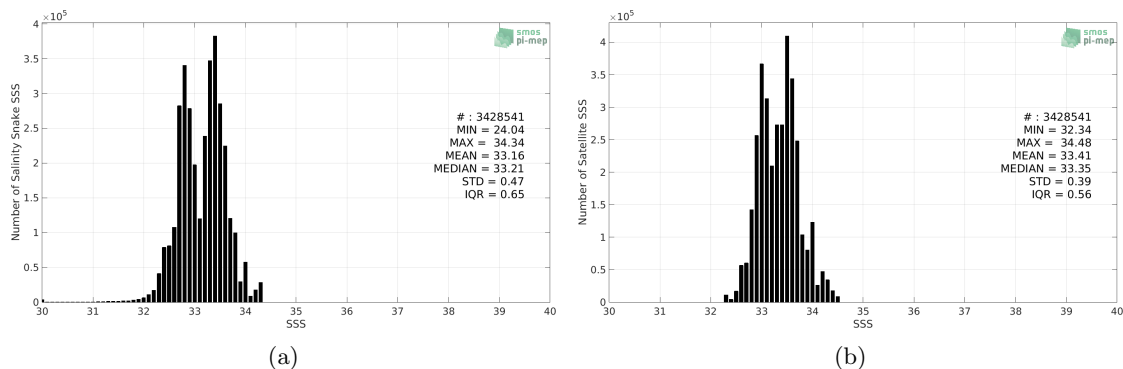 ×10^5
4
3.5
3
2.5
2
1.5
1
0.5
0
Number of Salinity Snake SSS
smos
pi-mep
# : 3428541
MIN = 24.04
MAX = 34.34
MEAN = 33.16
MEDIAN = 33.21
STD = 0.47
IQR = 0.65
30 31 32 33 34 35 36 37 38 39 40
SSS
(a)
×10^5
4
3.5
3
2.5
2
1.5
1
0.5
0
Number of Satellite SSS
smos
pi-mep
# : 3428541
MIN = 32.34
MAX = 34.48
MEAN = 33.41
MEDIAN = 33.35
STD = 0.39
IQR = 0.56
30 31 32 33 34 35 36 37 38 39 40
SSS
(b)